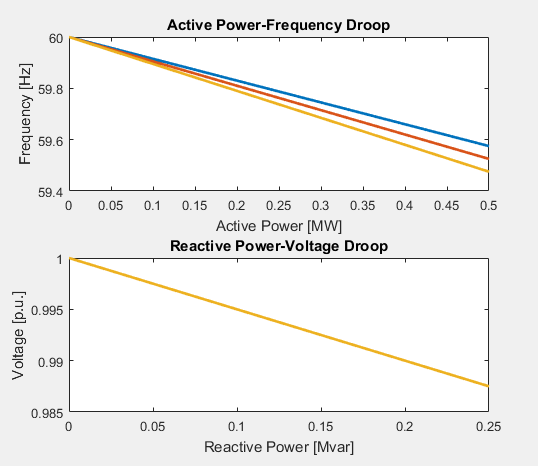 Active Power-Frequency Droop
60
59.8
59.6
59.4
Frequency [Hz]
0 0.05 0.1 0.15 0.2 0.25 0.3 0.35 0.4 0.45 0.5
Active Power [MW]
Reactive Power-Voltage Droop
1
0.995
0.99
0.985
Voltage [p.u.]
0 0.05 0.1 0.15 0.2 0.25
Reactive Power [Mvar]